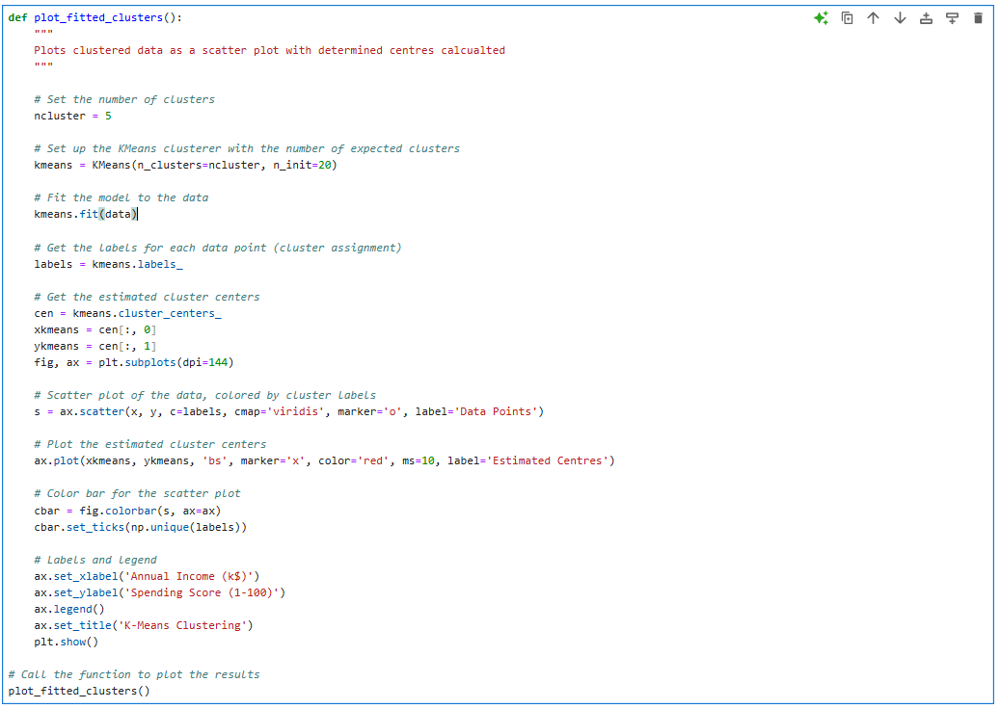 def plot_fitted_clusters():
    """
    Plots clustered data as a scatter plot with determined centres calcualted
    """
    # Set the number of clusters
    ncluster = 5
    # Set up the KMeans clusterer with the number of expected clusters
    kmeans = KMeans(n_clusters=ncluster, n_init=20)
    # Fit the model to the data
    kmeans.fit(data)
    # Get the labels for each data point (cluster assignment)
    labels = kmeans.labels_
    # Get the estimated cluster centers
    cen = kmeans.cluster_centers_
    xkmeans = cen[:, 0]
    ykmeans = cen[:, 1]
    fig, ax = plt.subplots(dpi=144)
    # Scatter plot of the data, colored by cluster labels
    s = ax.scatter(x, y, c=labels, cmap='viridis', marker='o', label='Data Points')
    # Plot the estimated cluster centers
    ax.plot(xkmeans, ykmeans, 'bs', marker='x', color='red', ms=10, label='Estimated Centres')
    # Color bar for the scatter plot
    cbar = fig.colorbar(s, ax=ax)
    cbar.set_ticks(np.unique(labels))
    # Labels and legend
    ax.set_xlabel('Annual Income (k$)')
    ax.set_ylabel('Spending Score (1-100)')
    ax.legend()
    ax.set_title('K-Means Clustering')
    plt.show()
# Call the function to plot the results
plot_fitted_clusters()